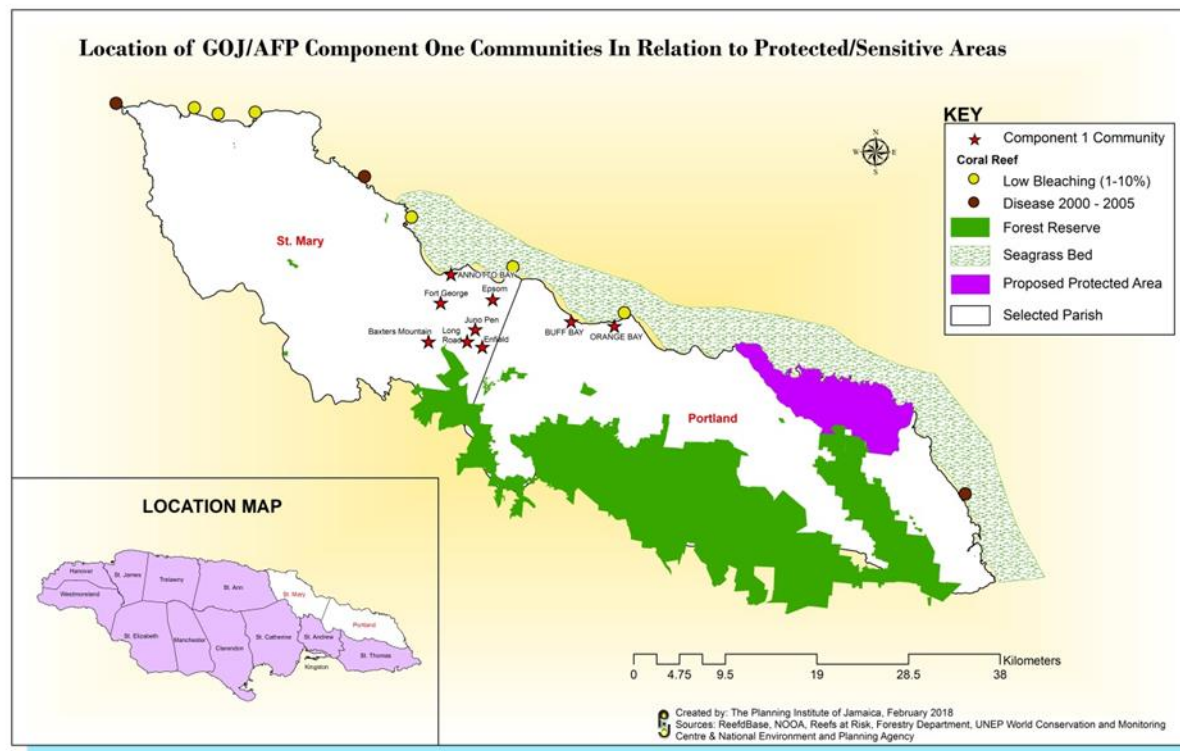 Location of GOJ/AFP Component One Communities In Relation to Protected/Sensitive Areas
KEY
Component 1 Community
Coral Reef
Low Bleaching (1-10%)
Disease 2000 - 2005
Forest Reserve
Seagrass Bed
Proposed Protected Area
Selected Parish
N
W E
S
St. Mary
ANNOTTO BAY
Fort George
Epsom
Juno Pen
Baxters Mountain
Long
Road
Enfield
BUFF BAY
ORANGE BAY
Portland
LOCATION MAP
Hanover
St. James
Trelawny
St. Ann
St. Mary
Westmoreland
Portland
St. Elizabeth
Manchester
Clarendon
St. Catherine
St. Andrew
Kingston
St. Thomas
Kilometers
0 4.75 9.5 19 28.5 38
Created by: The Planning Institute of Jamaica, February 2018
Sources: ReefdBase, NOOA, Reefs at Risk, Forestry Department, UNEP World Conservation and Monitoring
Centre & National Environment and Planning Agency